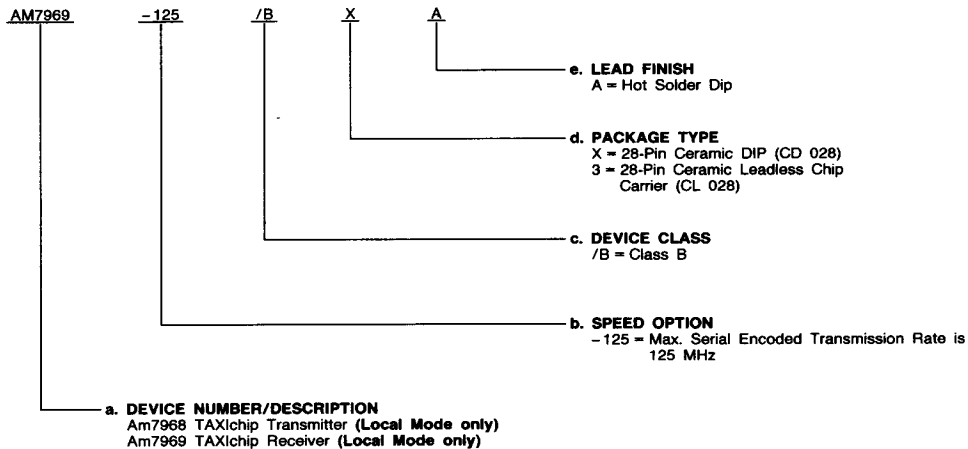 AM7969 -125 /B X A
e. LEAD FINISH
A = Hot Solder Dip
d. PACKAGE TYPE
X = 28-Pin Ceramic DIP (CD 028)
3 = 28-Pin Ceramic Leadless Chip
Carrier (CL 028)
c. DEVICE CLASS
/B = Class B
b. SPEED OPTION
-125 = Max. Serial Encoded Transmission Rate is
125 MHz
a. DEVICE NUMBER/DESCRIPTION
Am7968 TAXIchip Transmitter (Local Mode only)
Am7969 TAXIchip Receiver (Local Mode only)